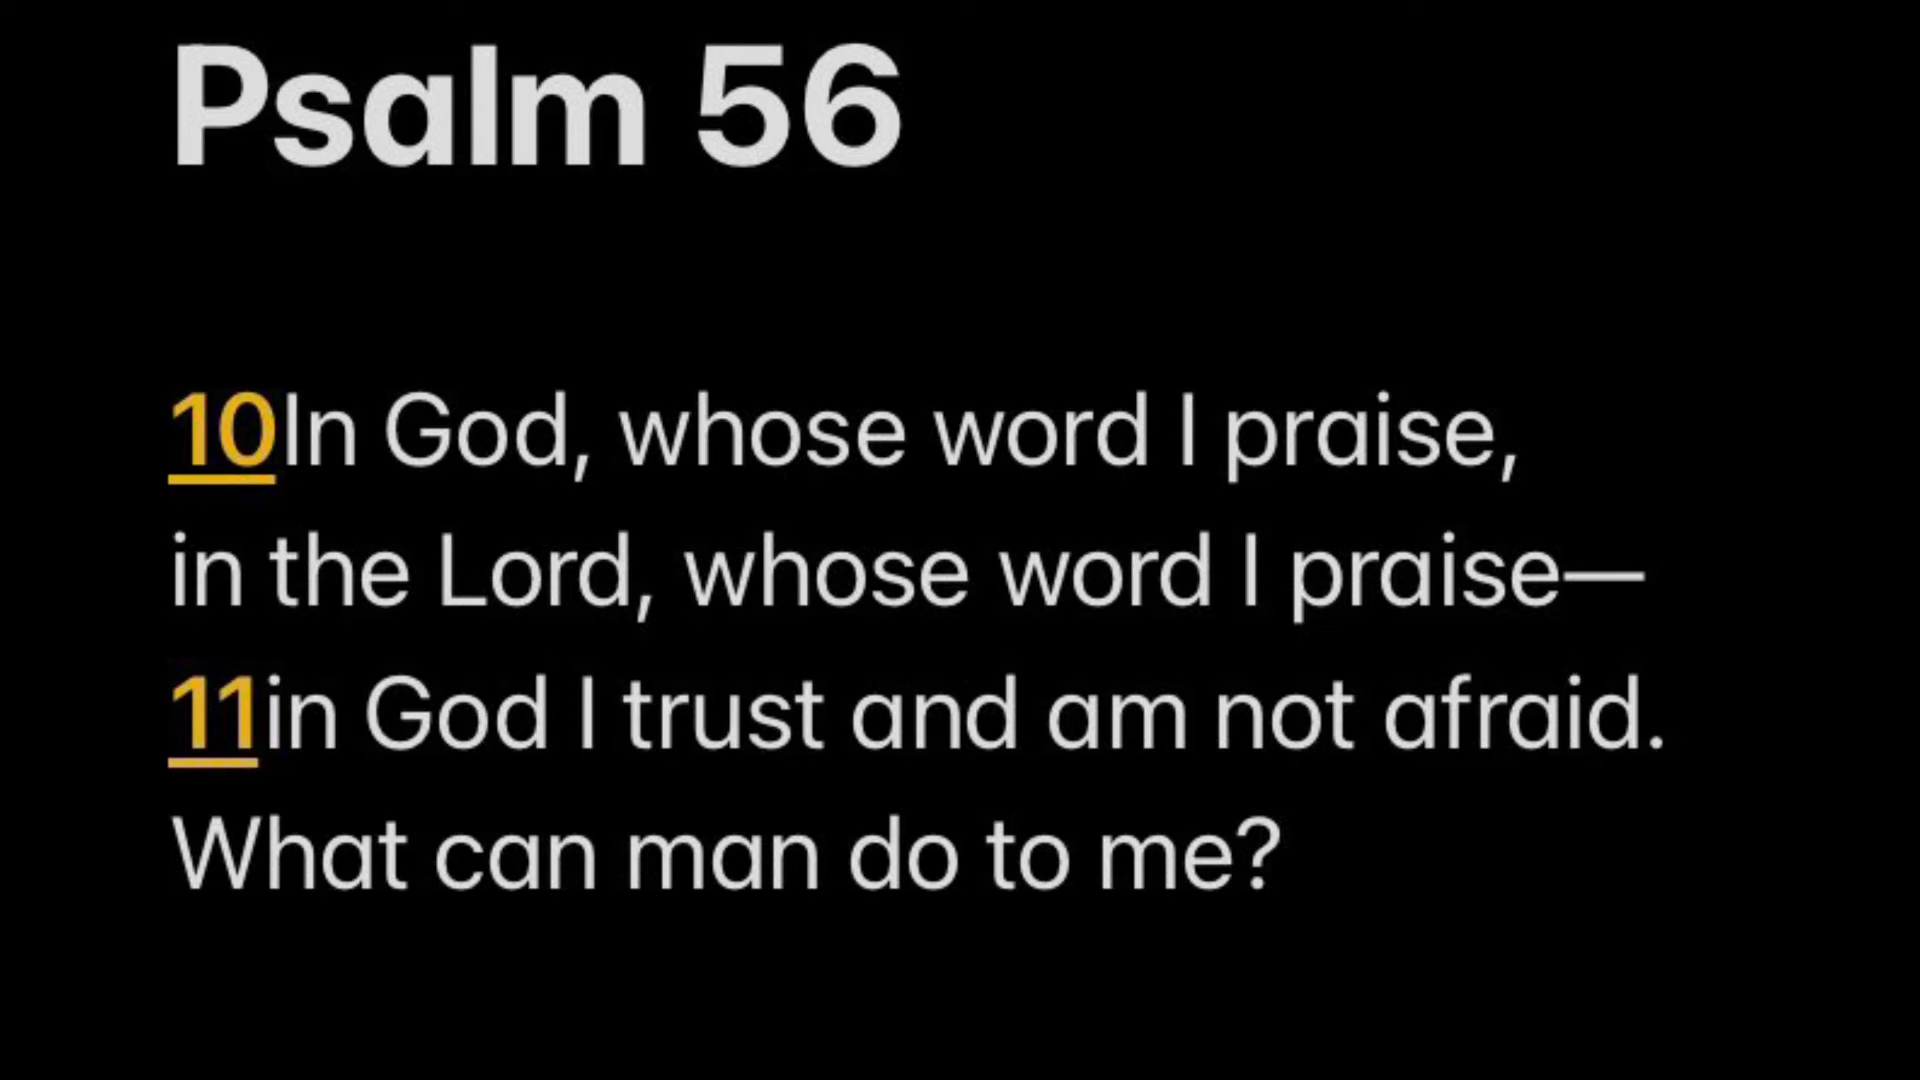 Psalm 56
10In God, whose word I praise,
in the Lord, whose word I praise—
11in God I trust and am not afraid.
What can man do to me?